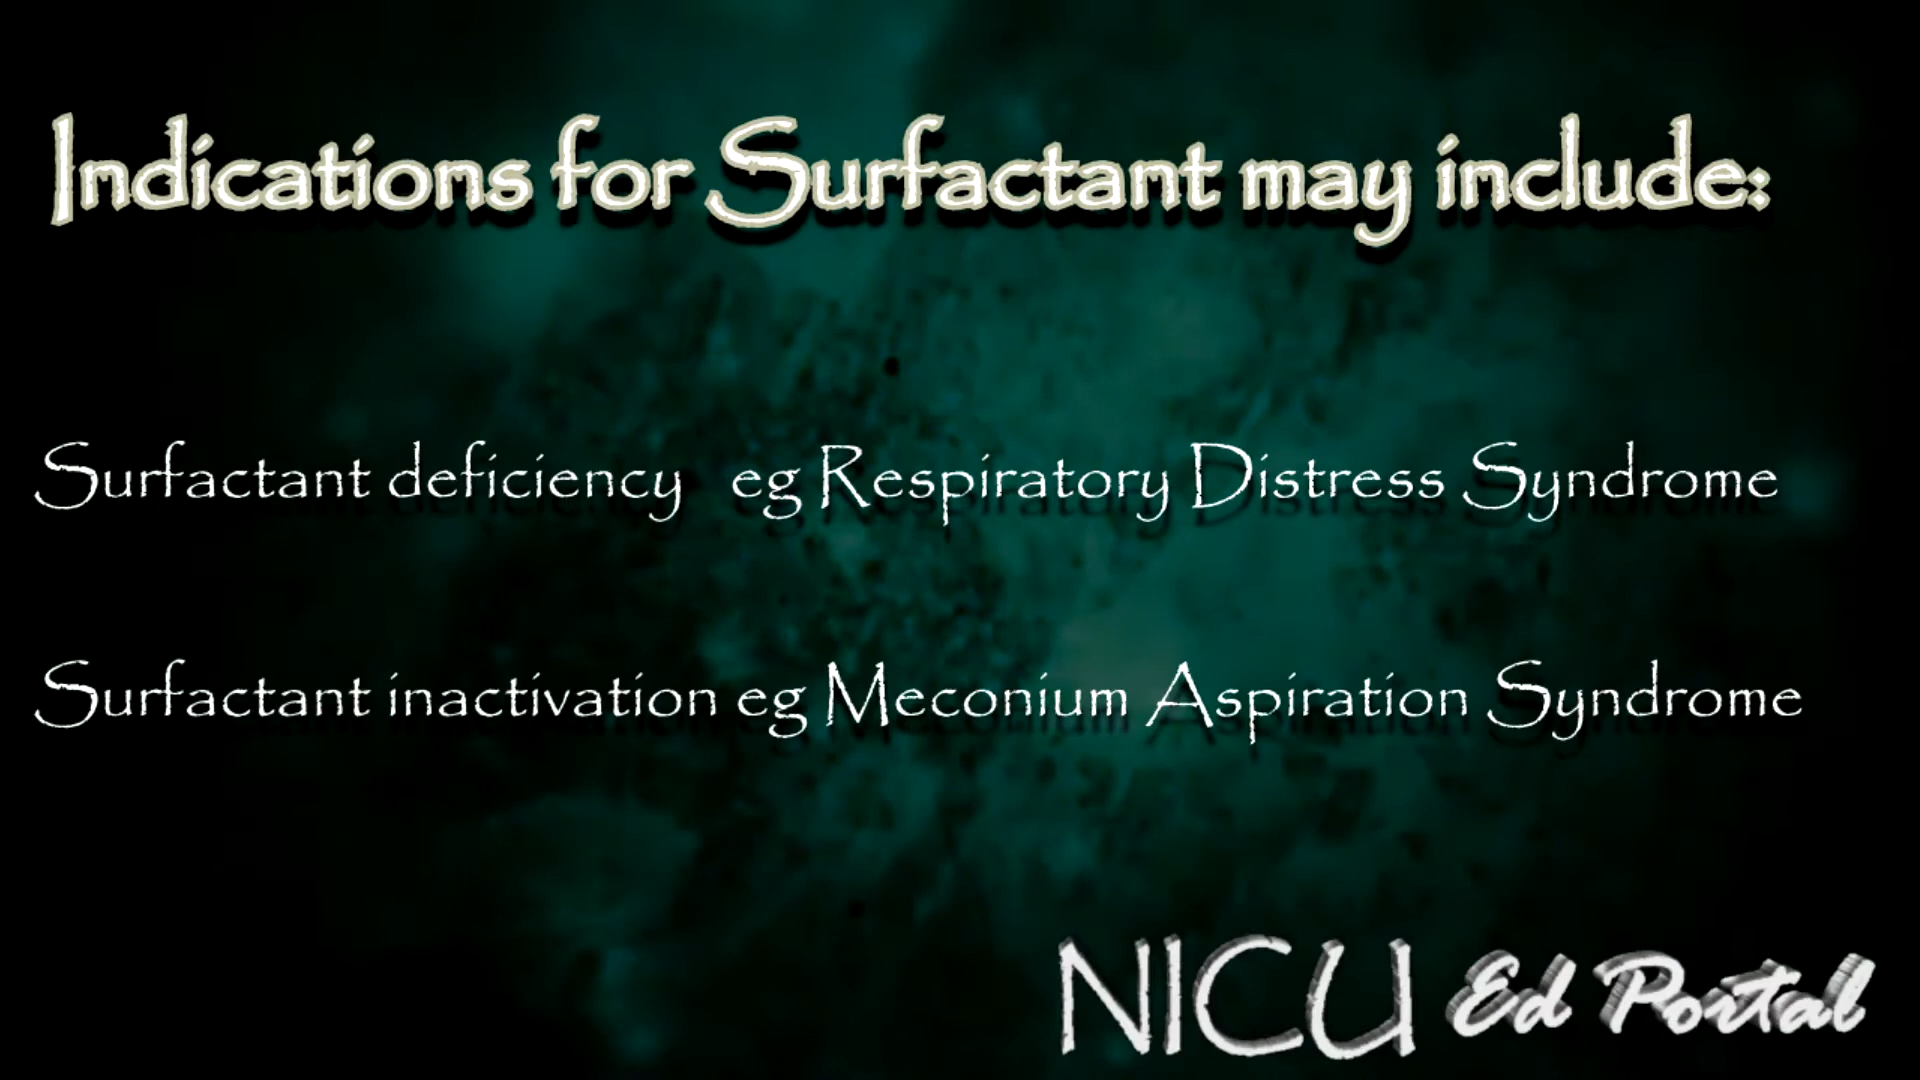 Indications for Surfactant may include:
Surfactant deficiency eg Respiratory Distress Syndrome
Surfactant inactivation eg Meconium Aspiration Syndrome
NICU Ed Portal